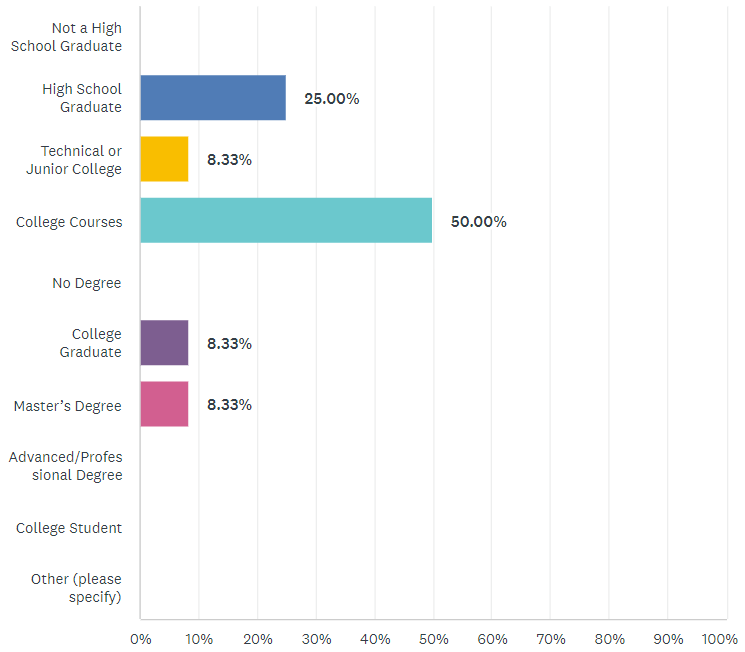 Not a High
School Graduate
High School
Graduate
25.00%
Technical or
Junior College
8.33%
College Courses
50.00%
No Degree
College
Graduate
8.33%
Master’s Degree
8.33%
Advanced/Profes
sional Degree
College Student
Other (please
specify)
0% 10% 20% 30% 40% 50% 60% 70% 80% 90% 100%